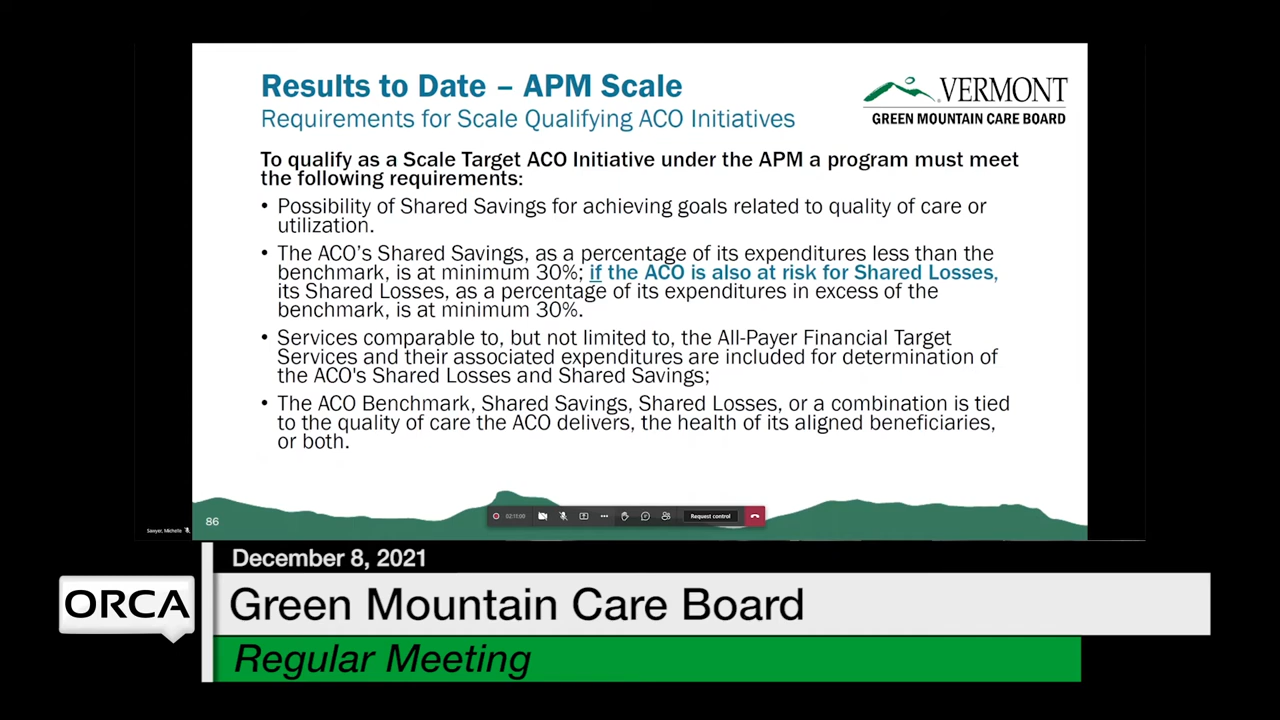 Results to Date – APM Scale
Requirements for Scale Qualifying ACO Initiatives
VERMONT
GREEN MOUNTAIN CARE BOARD
To qualify as a Scale Target ACO Initiative under the APM a program must meet
the following requirements:
• Possibility of Shared Savings for achieving goals related to quality of care or
utilization.
• The ACO's Shared Savings, as a percentage of its expenditures less than the
benchmark, is at minimum 30%; if the ACO is also at risk for Shared Losses,
its Shared Losses, as a percentage of its expenditures in excess of the
benchmark, is at minimum 30%.
• Services comparable to, but not limited to, the All-Payer Financial Target
Services and their associated expenditures are included for determination of
the ACO's Shared Losses and Shared Savings;
• The ACO Benchmark, Shared Savings, Shared Losses, or a combination is tied
to the quality of care the ACO delivers, the health of its aligned beneficiaries,
or both.
86
Request control
Sawyer, Michelle
December 8, 2021
ORCA
Green Mountain Care Board
Regular Meeting